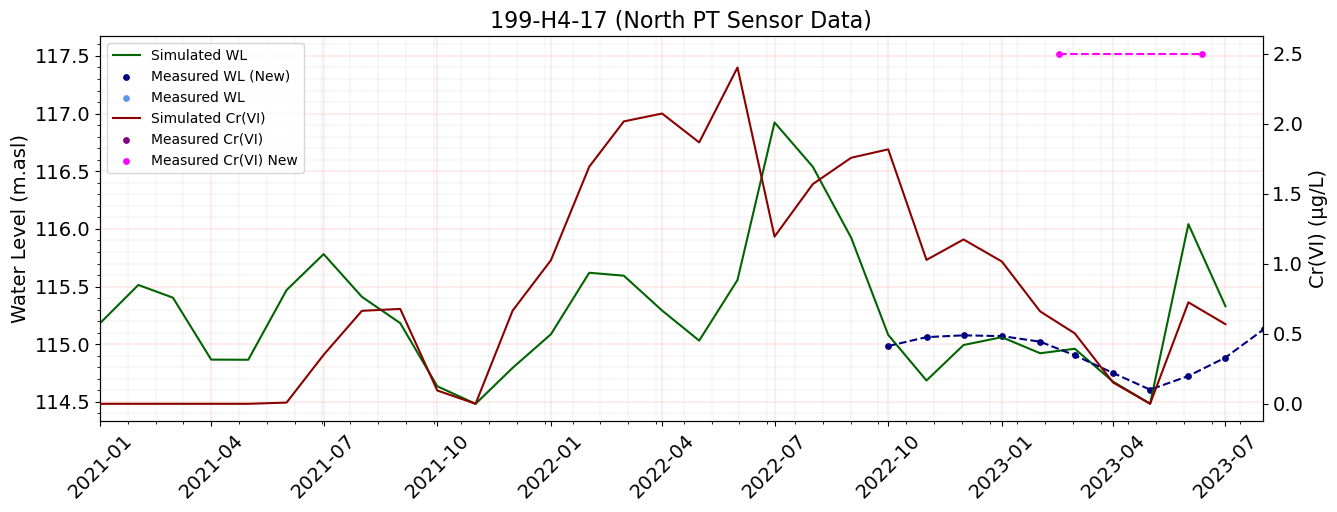 199-H4-17 (North PT Sensor Data)
Water Level (m.asl)
117.5
117.0
116.5
116.0
115.5
115.0
114.5
Simulated WL
Measured WL (New)
Measured WL
Simulated Cr(VI)
Measured Cr(VI)
Measured Cr(VI) New
2.5
2.0
1.5
1.0
0.5
0.0
Cr(VI) (μg/L)
2021-01
2021-04
2021-07
2021-10
2022-01
2022-04
2022-07
2022-10
2023-01
2023-04
2023-07